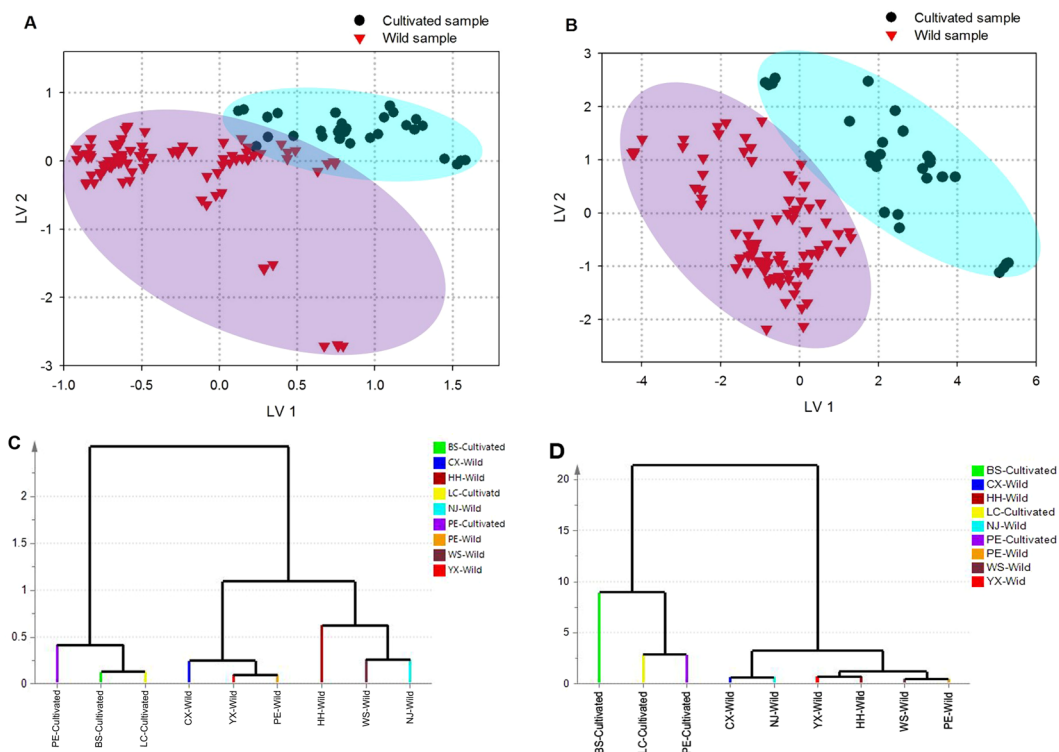 A
Cultivated sample
Wild sample
1
0
-1
-2
-3
LV 2
-1.0
-0.5
0.0
0.5
1.0
1.5
LV 1
B
Cultivated sample
Wild sample
3
2
1
0
-1
-2
LV 2
-4
-2
0
2
4
6
LV 1
C
2
1.5
1
0.5
0
BS-Cultivated
CX-Wild
HH-Wild
LC-Cultivatd
NJ-Wild
PE-Cultivated
PE-Wild
WS-Wild
YX-Wild
PE-Cultivated
BS-Cultivated
LC-Cultivated
CX-Wild
YX-Wild
PE-Wild
HH-Wild
WS-Wild
NJ-Wild
D
20
15
10
5
0
BS-Cultivated
CX-Wild
HH-Wild
LC-Cultivated
NJ-Wild
PE-Cultivated
PE-Wild
WS-Wild
YX-Wid
BS-Cultivated
LC-Cultivated
PE-Cultivated
CX-Wild
NJ-Wild
YX-Wild
HH-Wild
WS-Wild
PE-Wild